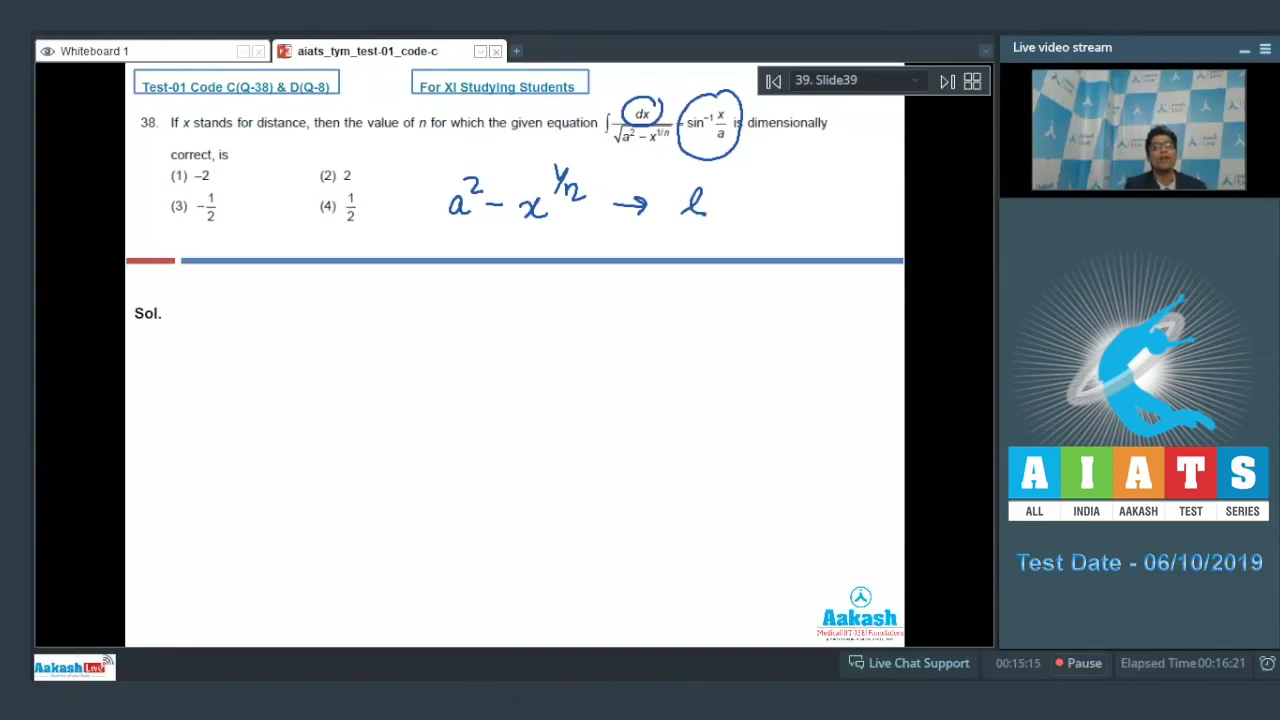 Whiteboard 1
aiats_tym_test-01_code-c
Live video stream
Test-01 Code C(Q-38) & D(Q-8)
For XI Studying Students
39. Slide39
38. If x stands for distance, then the value of n for which the given equation ∫ dx / √(a² − x^(1/n)) = sin⁻¹ x/a is dimensionally
correct, is
(1) −2
(2) 2
(3) −1/2
(4) 1/2
a² − x^(1/n) → l
Sol.
AIATS
ALL INDIA AAKASH TEST SERIES
Test Date - 06/10/2019
Aakash
Medical|IIT-JEE|Foundations
Aakash Live
Live Chat Support
00:15:15
Pause
Elapsed Time 00:16:21